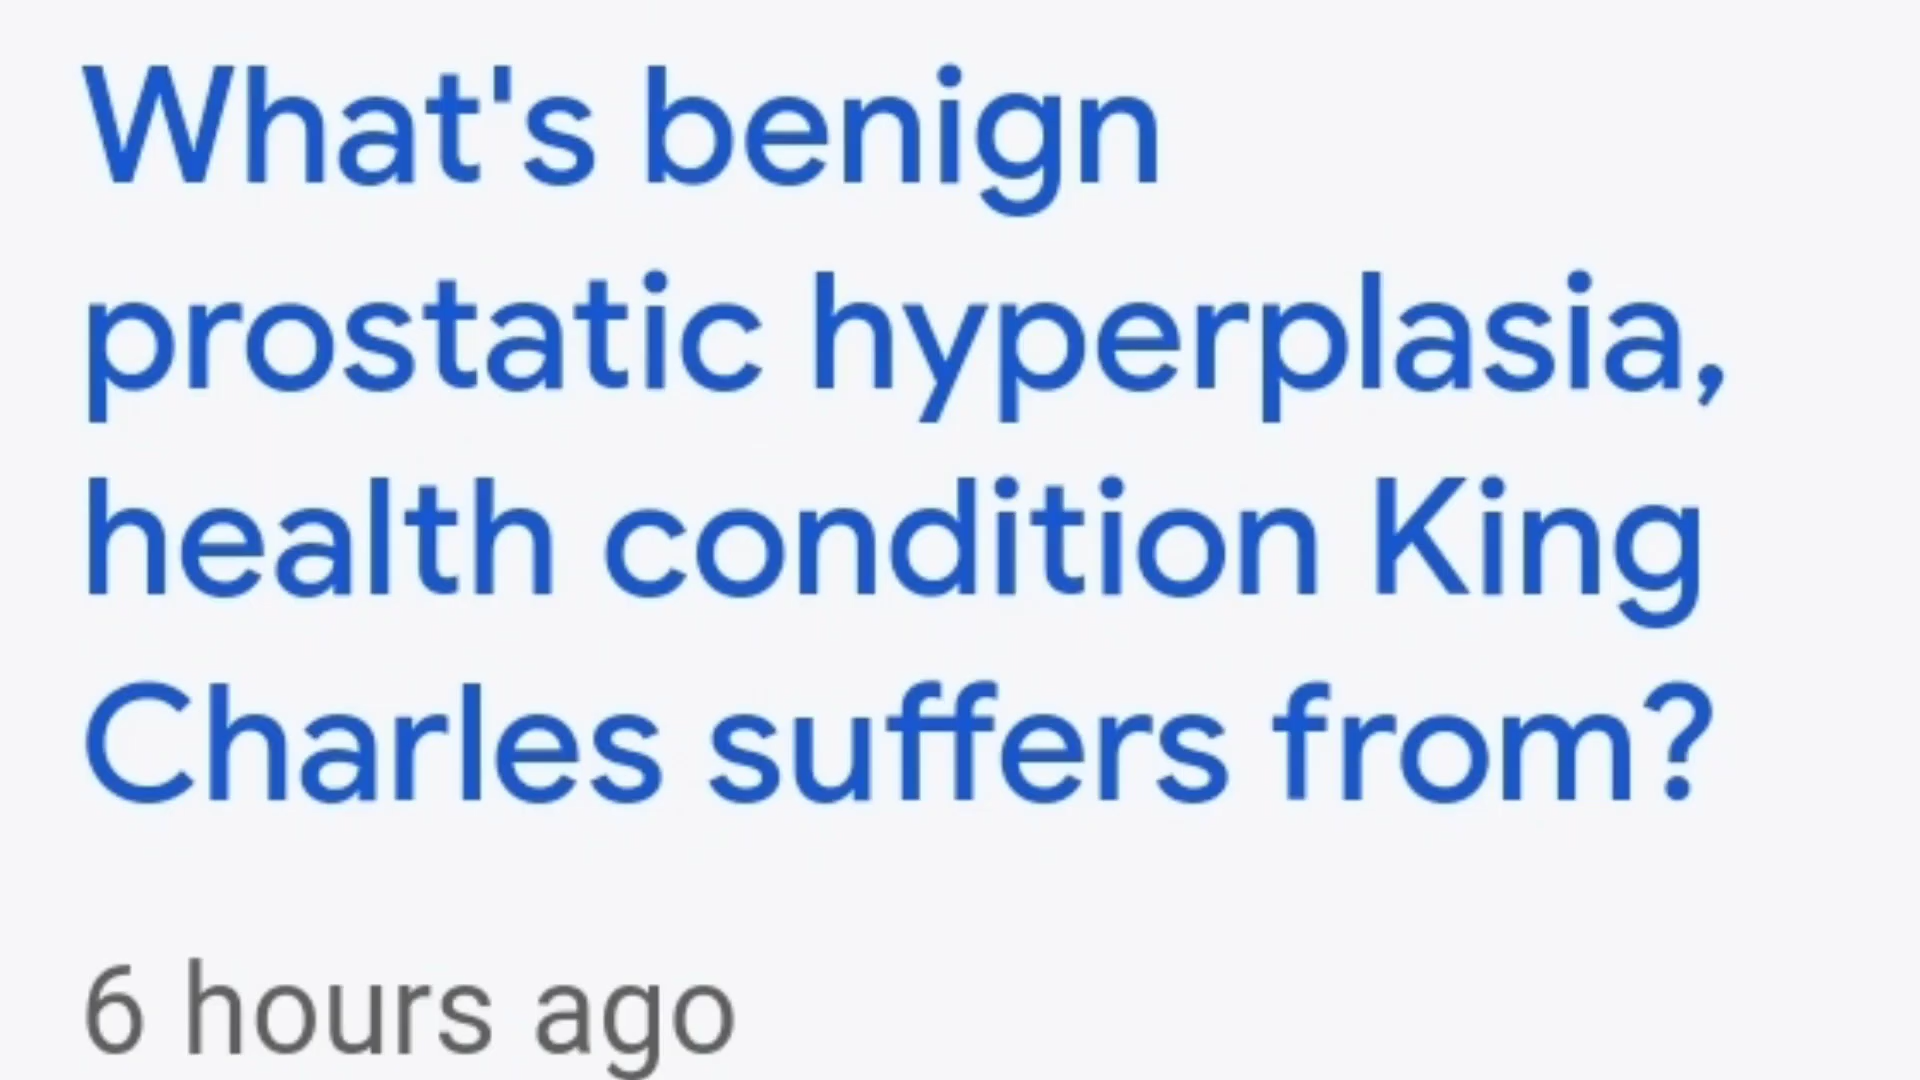 What's benign
prostatic hyperplasia,
health condition King
Charles suffers from?
6 hours ago